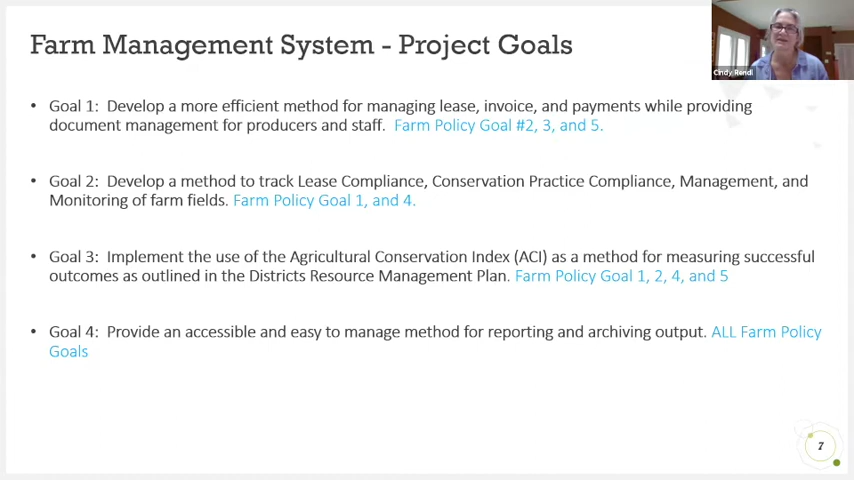 Farm Management System - Project Goals
Cindy Rendl
• Goal 1: Develop a more efficient method for managing lease, invoice, and payments while providing
document management for producers and staff. Farm Policy Goal #2, 3, and 5.
• Goal 2: Develop a method to track Lease Compliance, Conservation Practice Compliance, Management, and
Monitoring of farm fields. Farm Policy Goal 1, and 4.
• Goal 3: Implement the use of the Agricultural Conservation Index (ACI) as a method for measuring successful
outcomes as outlined in the Districts Resource Management Plan. Farm Policy Goal 1, 2, 4, and 5
• Goal 4: Provide an accessible and easy to manage method for reporting and archiving output. ALL Farm Policy
Goals
7